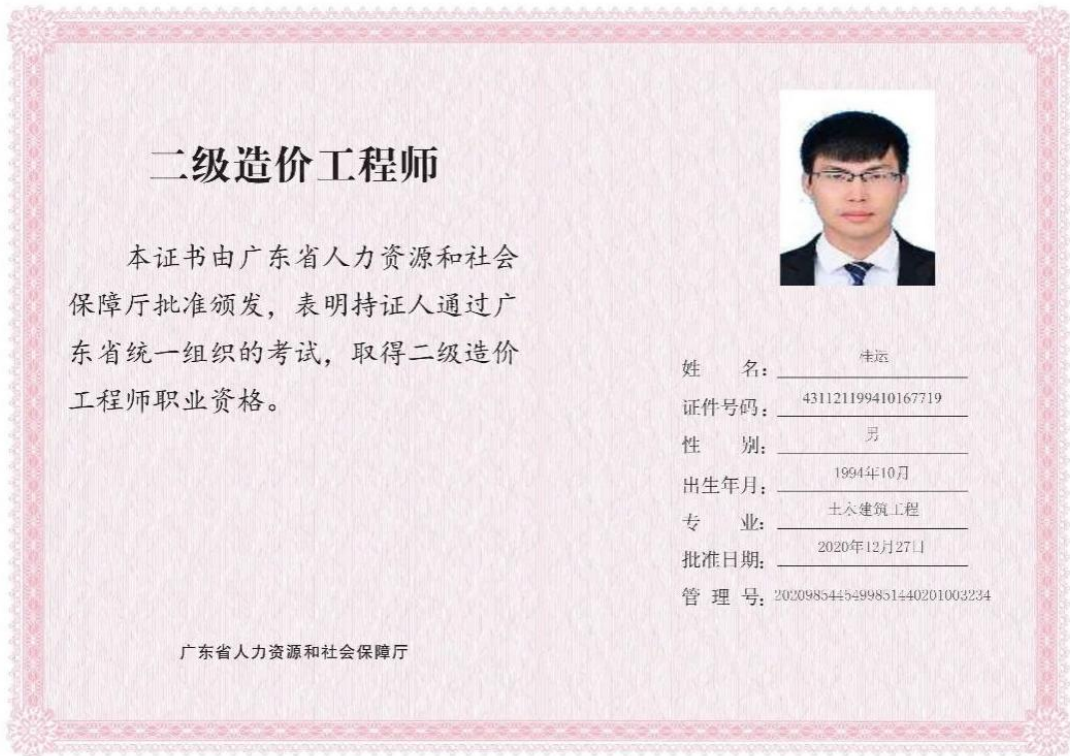 二级造价工程师
本证书由广东省人力资源和社会
保障厅批准颁发，表明持证人通过广
东省统一组织的考试，取得二级造价
工程师职业资格。
广东省人力资源和社会保障厅
姓 名：桂运
证件号码：431121199410167719
性 别：男
出生年月：1994年10月
专 业：土木建筑工程
批准日期：2020年12月27日
管 理 号：2020985445499851440201003234